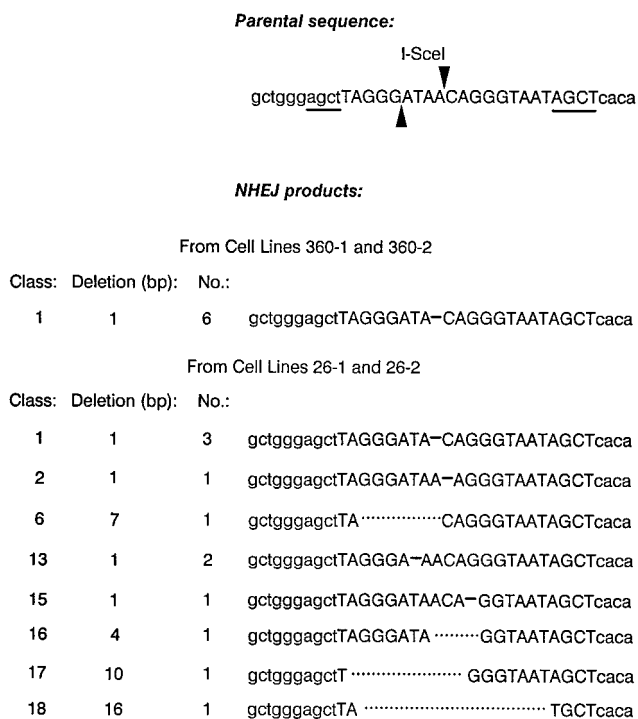 Parental sequence:
I-SceI
gctgggagctTAGGGATAACAGGGTAATAGCTcaca
NHEJ products:
From Cell Lines 360-1 and 360-2
Class: Deletion (bp): No.:
1 1 6 gctgggagctTAGGGATA–CAGGGTAATAGCTcaca
From Cell Lines 26-1 and 26-2
Class: Deletion (bp): No.:
1 1 3 gctgggagctTAGGGATA–CAGGGTAATAGCTcaca
2 1 1 gctgggagctTAGGGATAA–AGGGTAATAGCTcaca
6 7 1 gctgggagctTA ··············CAGGGTAATAGCTcaca
13 1 2 gctgggagctTAGGGA–AACAGGGTAATAGCTcaca
15 1 1 gctgggagctTAGGGATAACA–GGTAATAGCTcaca
16 4 1 gctgggagctTAGGGATA ········GGTAATAGCTcaca
17 10 1 gctgggagctT ···················· GGGTAATAGCTcaca
18 16 1 gctgggagctTA ································ TGCTcaca